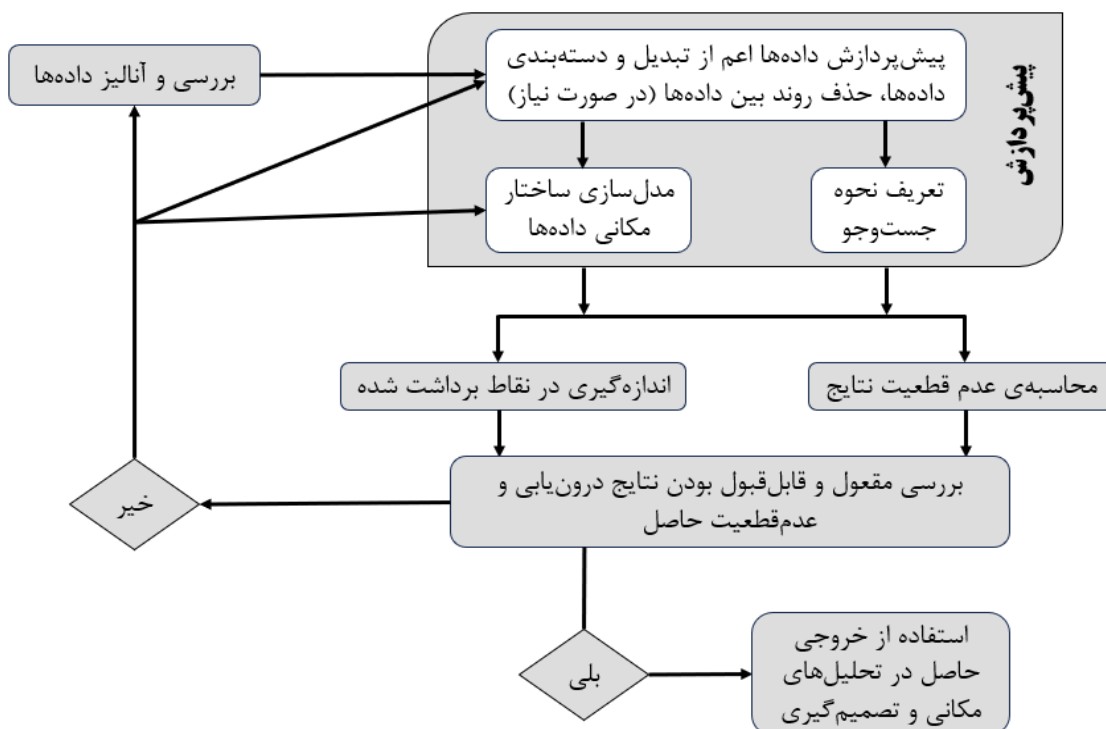 پیش‌پردازش
پیش‌پردازش داده‌ها اعم از تبدیل و دسته‌بندی
داده‌ها، حذف روند بین داده‌ها (در صورت نیاز)
بررسی و آنالیز داده‌ها
تعریف نحوه
جست‌وجو
مدل‌سازی ساختار
مکانی داده‌ها
محاسبه‌ی عدم قطعیت نتایج
اندازه‌گیری در نقاط برداشت شده
بررسی مقعول و قابل‌قبول بودن نتایج درون‌یابی و
عدم‌قطعیت حاصل
خیر
بلی
استفاده از خروجی
حاصل در تحلیل‌های
مکانی و تصمیم‌گیری